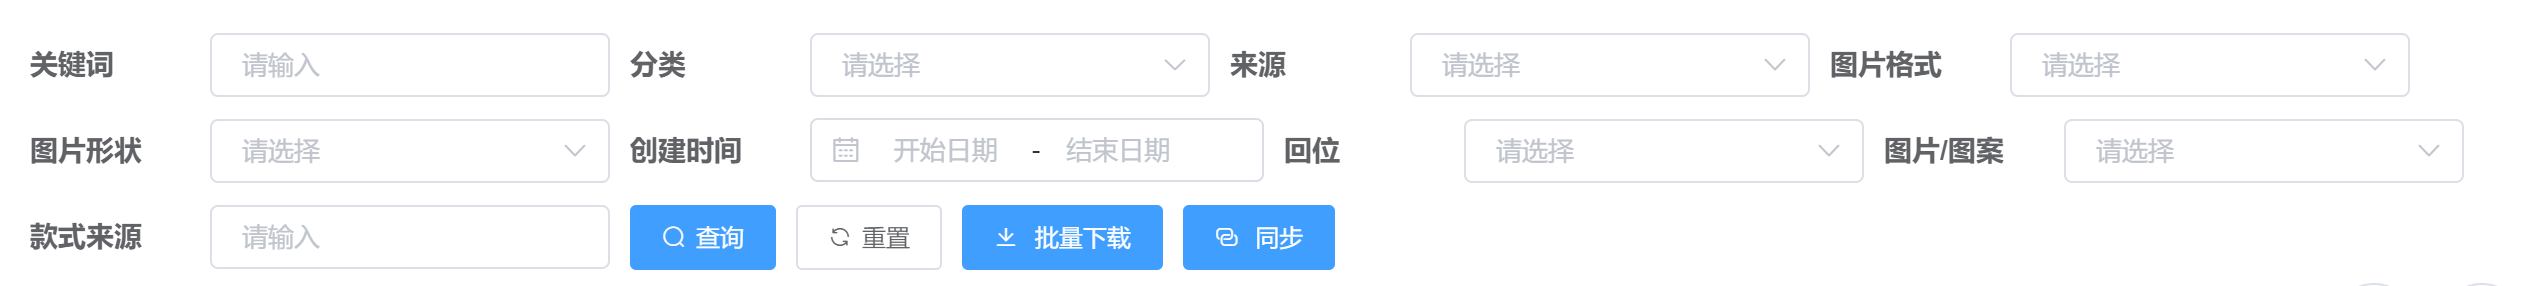 关键词 请输入 分类 请选择 来源 请选择 图片格式 请选择
图片形状 请选择 创建时间 开始日期 - 结束日期 回位 请选择 图片/图案 请选择
款式来源 请输入 查询 重置 批量下载 同步